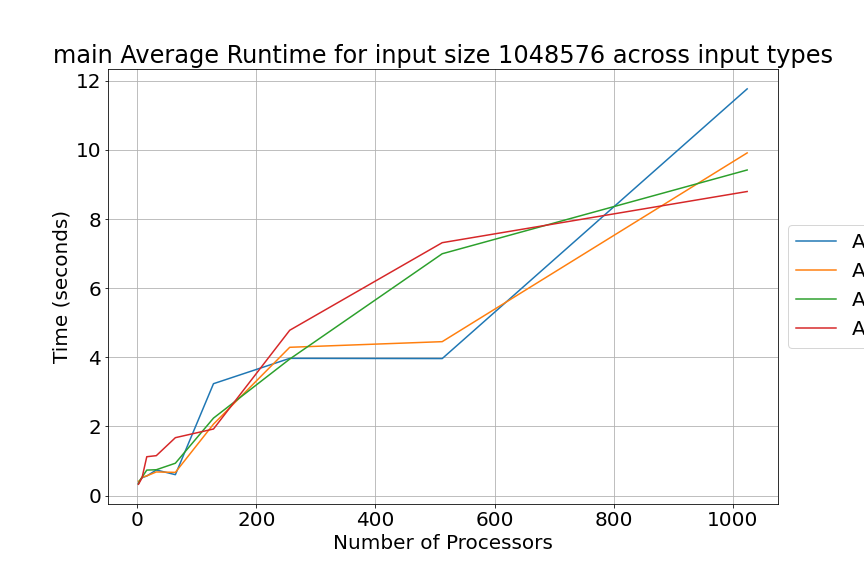 main Average Runtime for input size 1048576 across input types
12
10
8
6
4
2
0
Time (seconds)
0 200 400 600 800 1000
Number of Processors
A
A
A
A